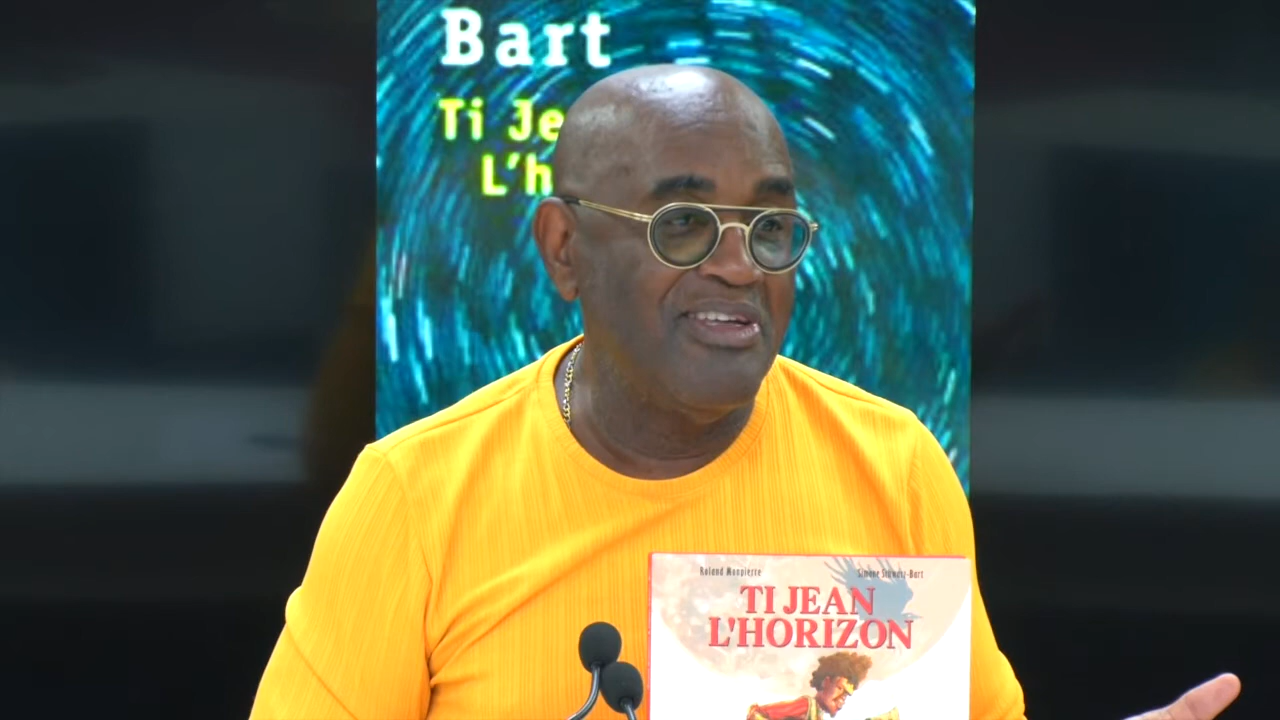 Bart
Ti Je
L'h
Roland Monpierre
Simone Schwarz-Bart
TI JEAN
L'HORIZON